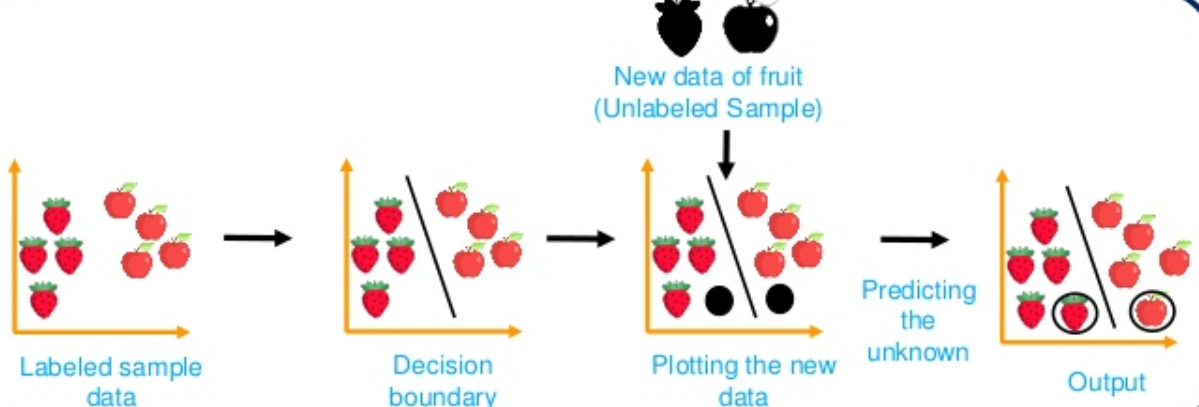 New data of fruit
(Unlabeled Sample)
Labeled sample
data
Decision
boundary
Plotting the new
data
Predicting
the
unknown
Output